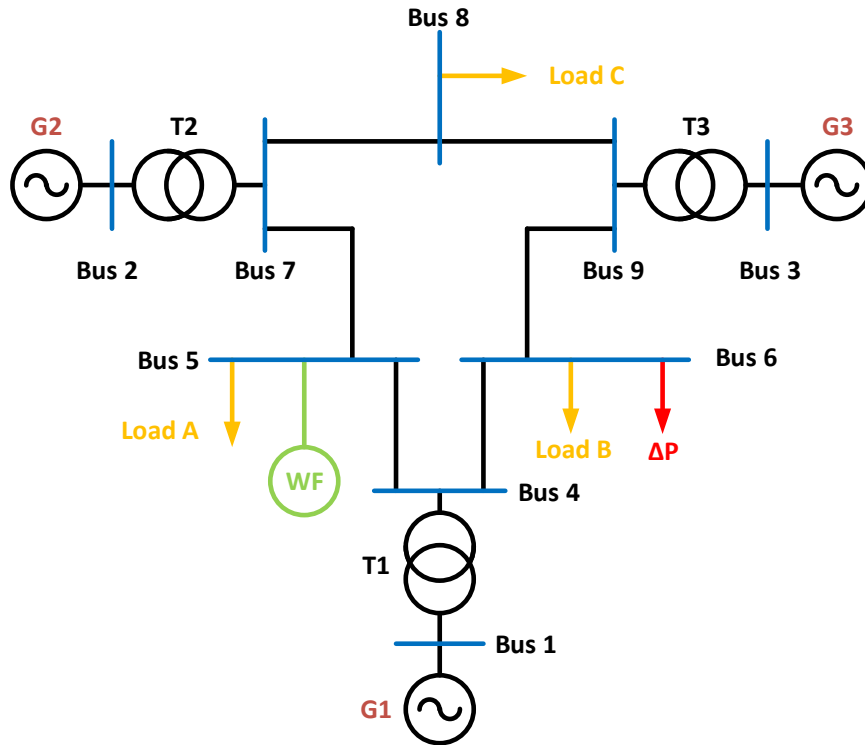 Bus 8
Load C
G2
T2
T3
G3
Bus 2
Bus 7
Bus 9
Bus 3
Bus 5
Bus 6
Load A
WF
Load B
ΔP
Bus 4
T1
Bus 1
G1